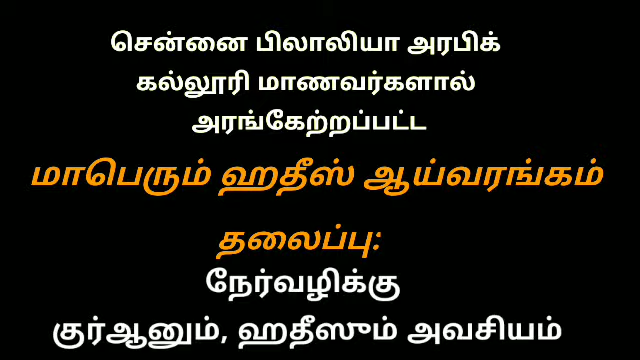 சென்னை பிலாலியா அரபிக்
கல்லூரி மாணவர்களால்
அரங்கேற்றப்பட்ட
மாபெரும் ஹதீஸ் ஆய்வரங்கம்
தலைப்பு:
நேர்வழிக்கு
குர்ஆனும், ஹதீஸும் அவசியம்